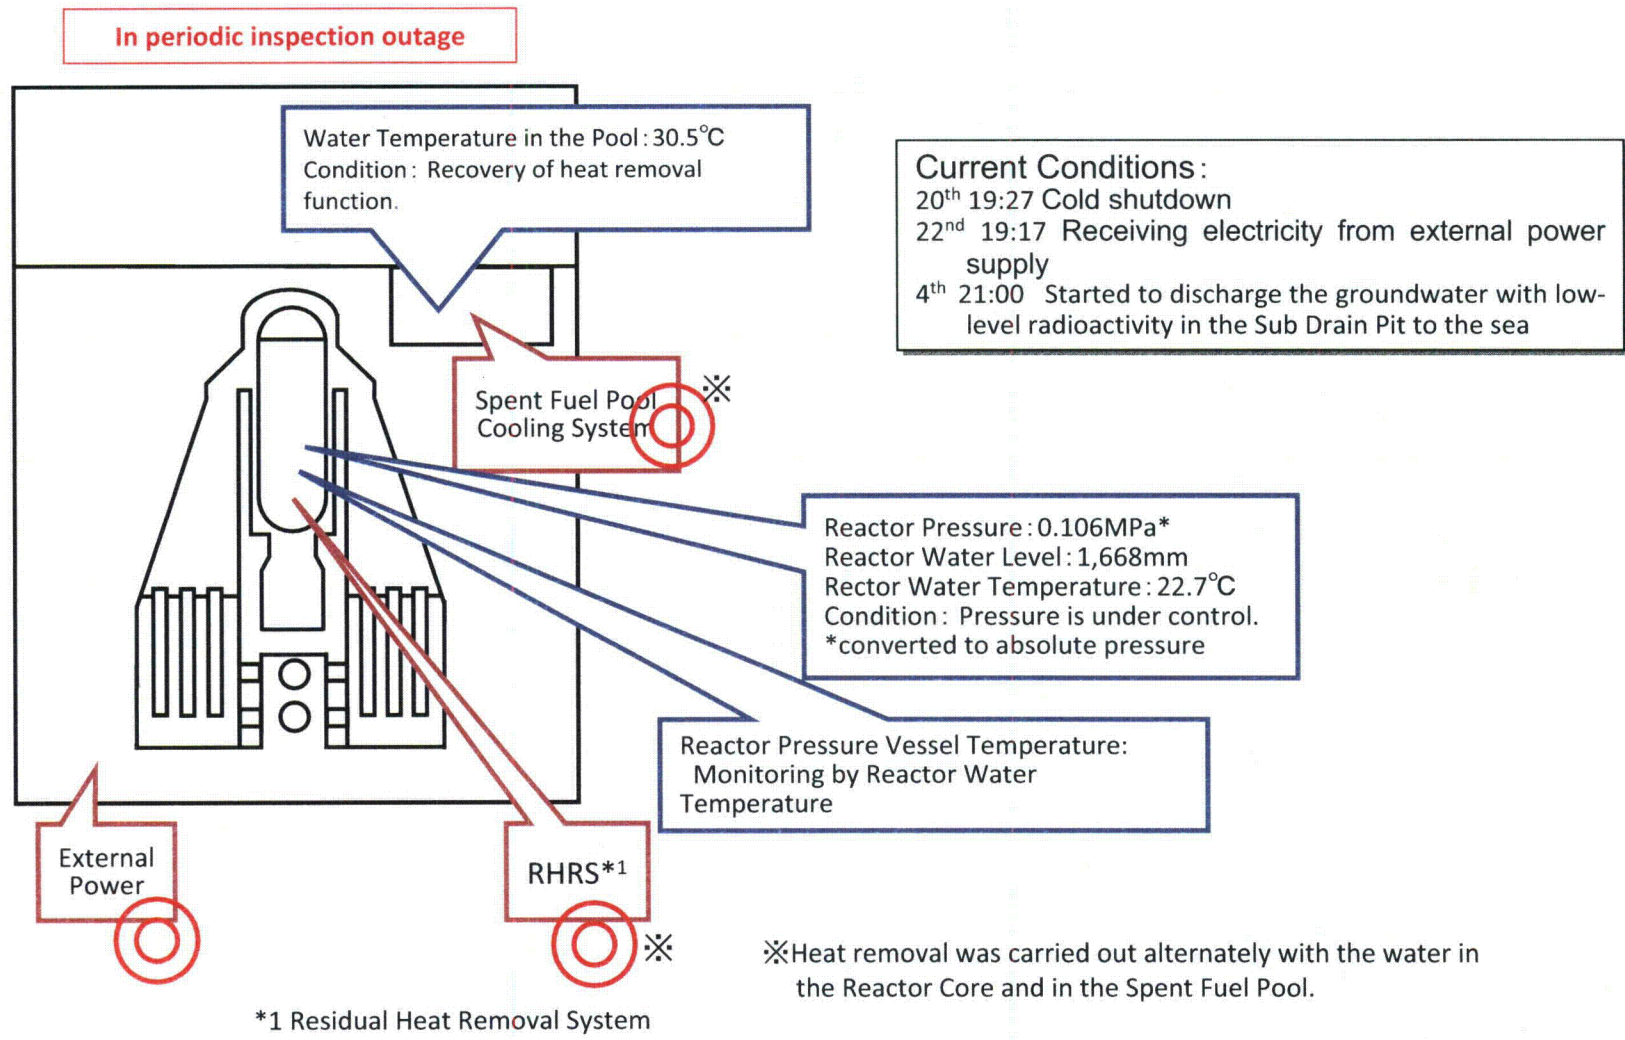 In periodic inspection outage
Water Temperature in the Pool : 30.5℃
Condition : Recovery of heat removal
function.
Current Conditions :
20th 19:27 Cold shutdown
22nd 19:17 Receiving electricity from external power
supply
4th 21:00 Started to discharge the groundwater with low-
level radioactivity in the Sub Drain Pit to the sea
Spent Fuel Pool
Cooling System
※
Reactor Pressure : 0.106MPa*
Reactor Water Level : 1,668mm
Rector Water Temperature : 22.7℃
Condition : Pressure is under control.
*converted to absolute pressure
Reactor Pressure Vessel Temperature:
Monitoring by Reactor Water
Temperature
External
Power
RHRS*1
※
※Heat removal was carried out alternately with the water in
the Reactor Core and in the Spent Fuel Pool.
*1 Residual Heat Removal System